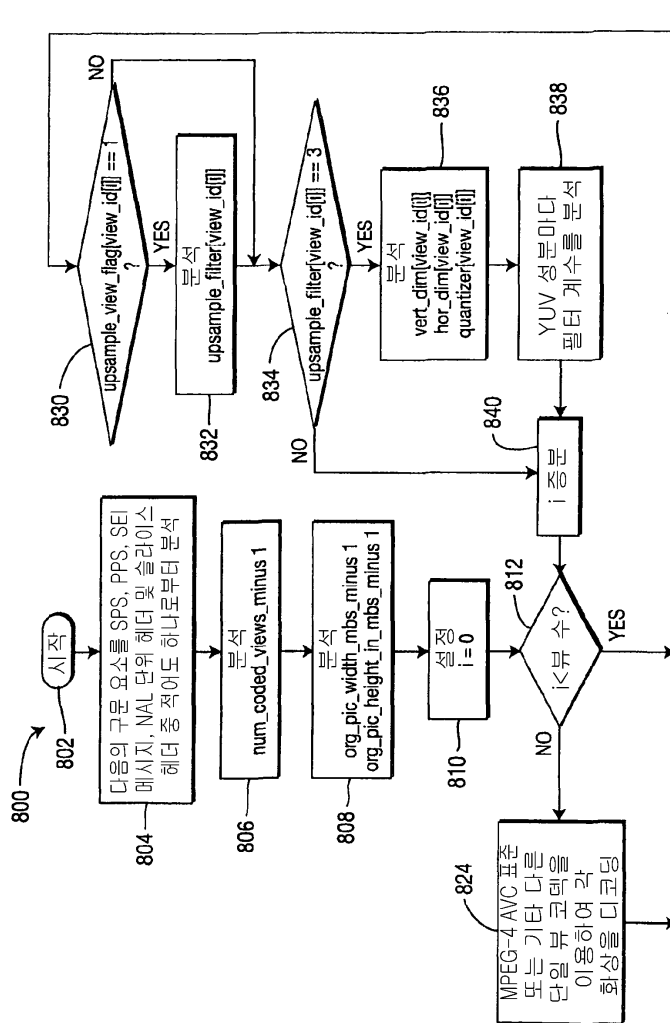 800
802
시작
804
다음의 구문 요소를 SPS, PPS, SEI
메시지, NAL 단위 헤더 및 슬라이스
헤더 중 적어도 하나로부터 분석
806
분석
num_coded_views_minus 1
808
분석
org_pic_width_mbs_minus 1
org_pic_height_in_mbs_minus 1
810
설정
i = 0
812
i<뷰 수?
NO
YES
824
MPEG-4 AVC 표준
또는 기타 다른
단일 뷰 코덱을
이용하여 각
화상을 디코딩
830
upsample_view_flag[view_id[i]] == 1
?
NO
YES
832
분석
upsample_filter[view_id[i]]
834
upsample_filter[view_id[i]] == 3
?
NO
YES
836
분석
vert_dim[view_id[i]]
hor_dim[view_id[i]]
quantizer[view_id[i]]
838
YUV 성분마다
필터 계수를 분석
840
i 증분